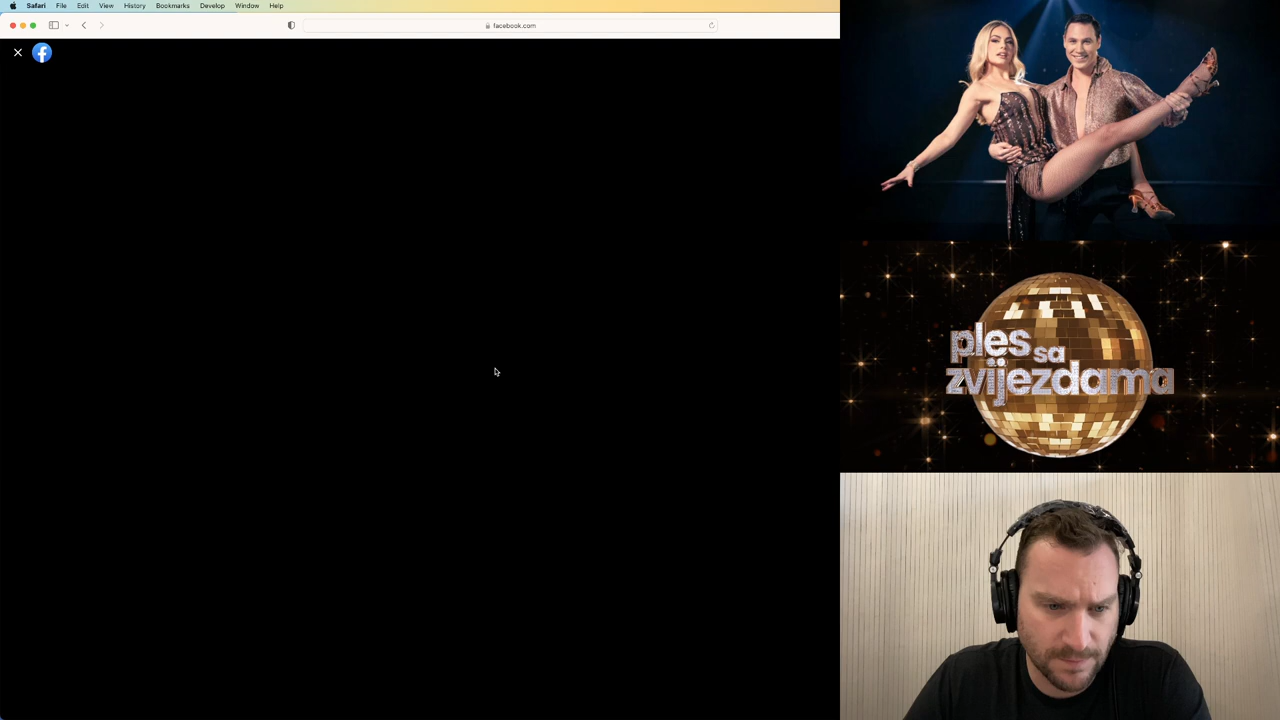 Safari File Edit View History Bookmarks Develop Window Help
facebook.com
ples sa
zvijezdama